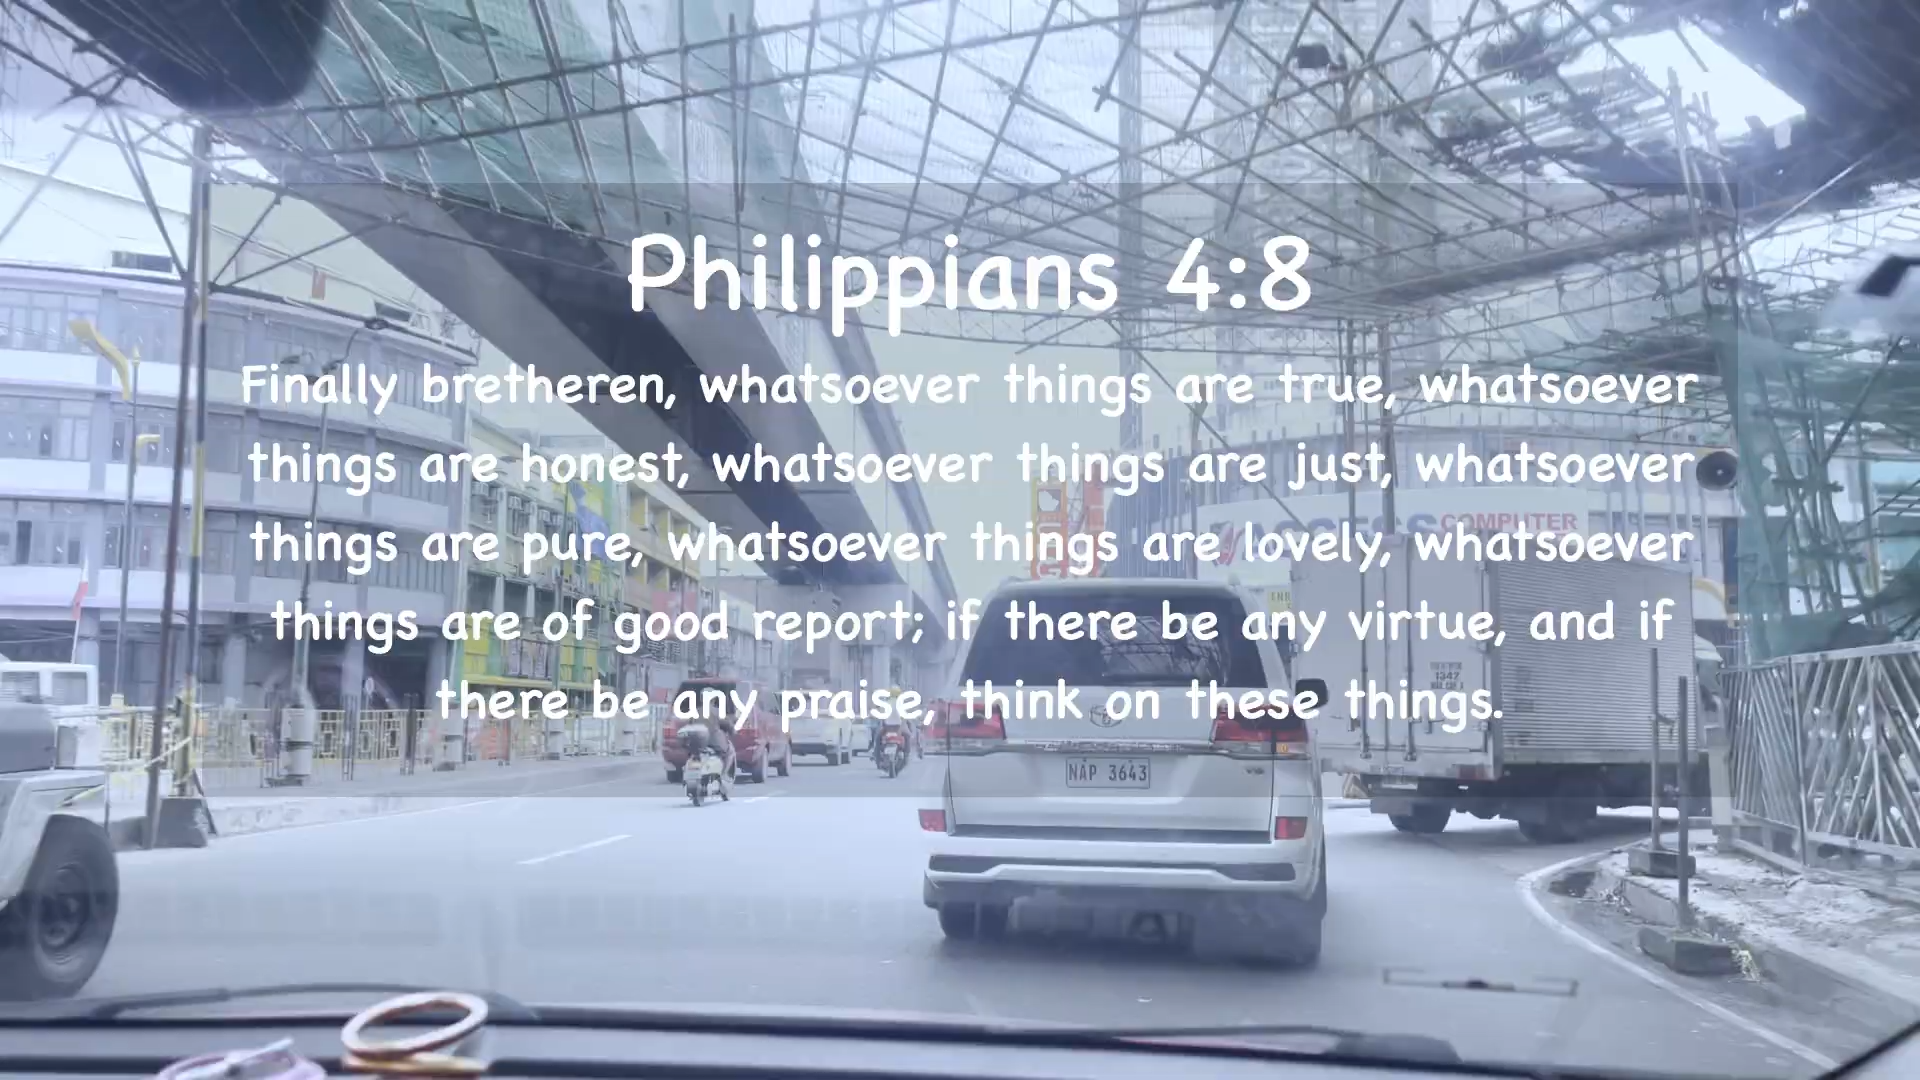 Philippians 4:8
Finally bretheren, whatsoever things are true, whatsoever
things are honest, whatsoever things are just, whatsoever
things are pure, whatsoever things are lovely, whatsoever
things are of good report; if there be any virtue, and if
there be any praise, think on these things.
ACCESS COMPUTER
NAP 3643